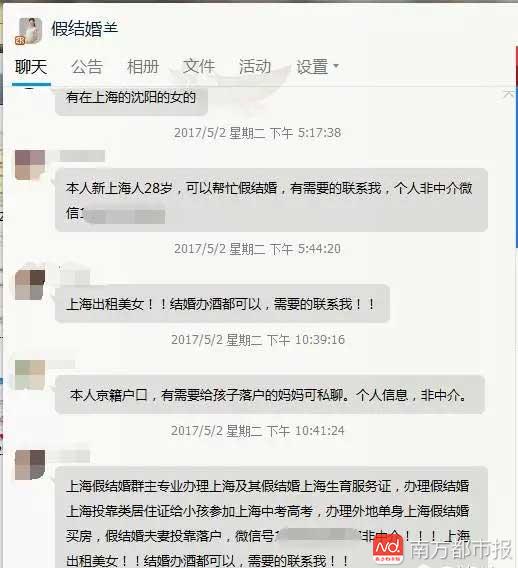 假结婚羊
聊天 公告 相册 文件 活动 设置
有在上海的沈阳的女的
2017/5/2 星期二 下午 5:17:38
本人新上海人28岁，可以帮忙假结婚，有需要的联系我，个人非中介微
信1
2017/5/2 星期二 下午 5:44:20
上海出租美女！！结婚办酒都可以，需要的联系我！！
2017/5/2 星期二 下午 10:39:16
本人京籍户口，有需要给孩子落户的妈妈可私聊。个人信息，非中介。
2017/5/2 星期二 下午 10:41:24
上海假结婚群主专业办理上海及其假结婚上海生育服务证，办理假结婚
上海投靠类居住证给小孩参加上海中考高考，办理外地单身上海假结婚
买房，假结婚夫妻投靠落户，微信号1 非中介！！！上海
出租美女！！结婚办酒都可以，需要的联系我！！
南方都市报